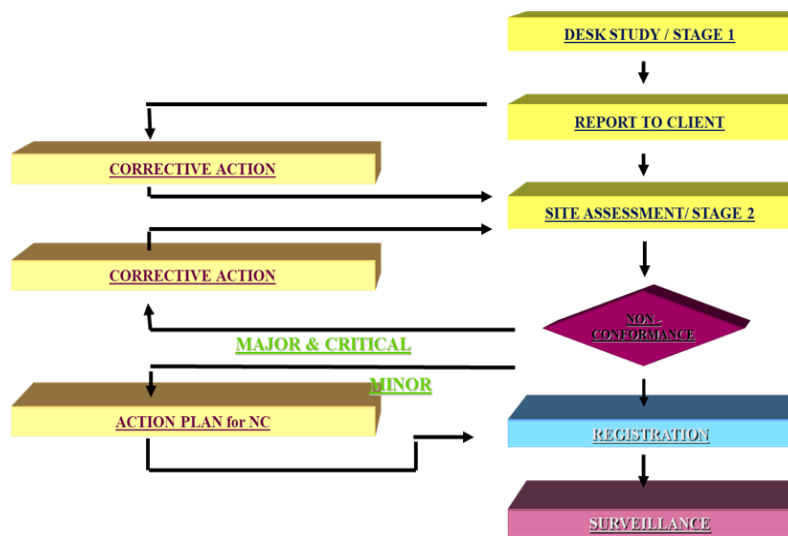 DESK STUDY / STAGE 1
REPORT TO CLIENT
CORRECTIVE ACTION
SITE ASSESSMENT/ STAGE 2
CORRECTIVE ACTION
NON -
CONFORMANCE
MAJOR & CRITICAL
MINOR
ACTION PLAN for NC
REGISTRATION
SURVEILLANCE